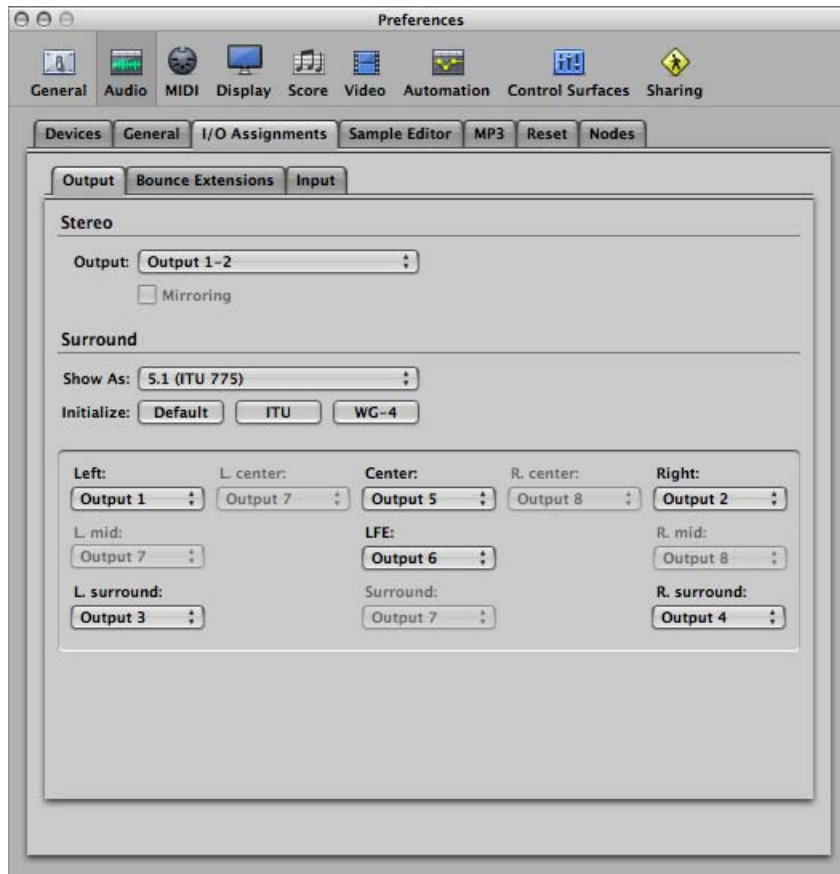 Preferences
General Audio MIDI Display Score Video Automation Control Surfaces Sharing
Devices General I/O Assignments Sample Editor MP3 Reset Nodes
Output Bounce Extensions Input
Stereo
Output: Output 1-2
Mirroring
Surround
Show As: 5.1 (ITU 775)
Initialize: Default ITU WG-4
Left: L. center: Center: R. center: Right:
Output 1 Output 7 Output 5 Output 8 Output 2
L. mid: LFE: R. mid:
Output 7 Output 6 Output 8
L. surround: Surround: R. surround:
Output 3 Output 7 Output 4